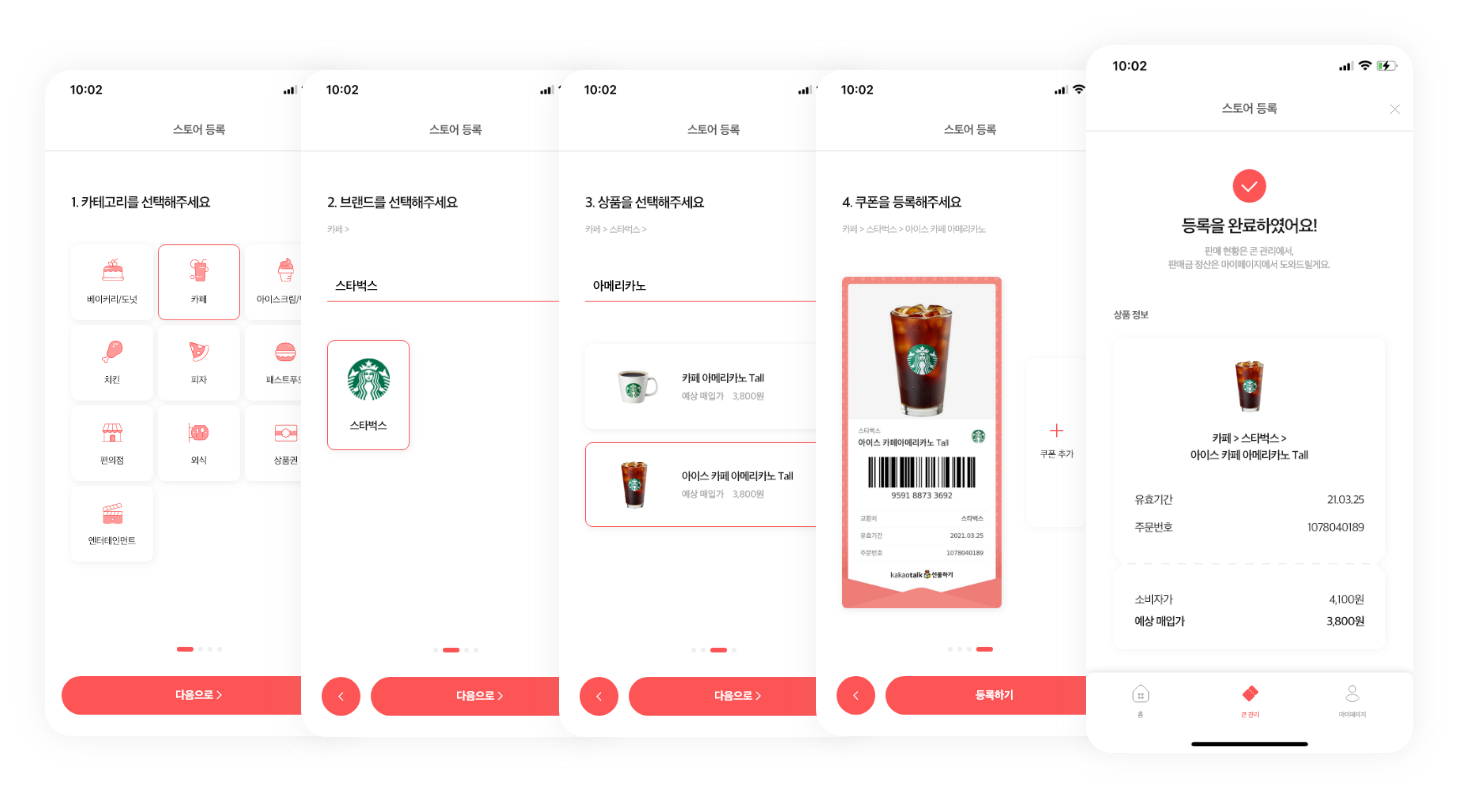 10:02
스토어 등록
1. 카테고리를 선택해주세요
베이커리/도넛
카페
아이스크림/
치킨
피자
패스트푸드
편의점
외식
상품권
엔터테인먼트
다음으로 >
10:02
스토어 등록
2. 브랜드를 선택해주세요
카페 >
스타벅스
스타벅스
<
다음으로 >
10:02
스토어 등록
3. 상품을 선택해주세요
카페 > 스타벅스 >
아메리카노
카페 아메리카노 Tall
예상 매입가 3,800원
아이스 카페 아메리카노 Tall
예상 매입가 3,800원
<
다음으로 >
10:02
스토어 등록
4. 쿠폰을 등록해주세요
카페 > 스타벅스 > 아이스 카페 아메리카노
스타벅스
아이스 카페아메리카노 Tall
9591 8873 3692
교환처 스타벅스
유효기간 2021.03.25
주문번호 1078040189
kakaotalk 선물하기
+
쿠폰 추가
<
등록하기
10:02
스토어 등록
등록을 완료하였어요!
판매 현황은 콘 관리에서,
판매금 정산은 마이페이지에서 도와드릴게요.
상품 정보
카페 > 스타벅스 >
아이스 카페 아메리카노 Tall
유효기간 21.03.25
주문번호 1078040189
소비자가 4,100원
예상 매입가 3,800원
홈
콘 관리
마이페이지